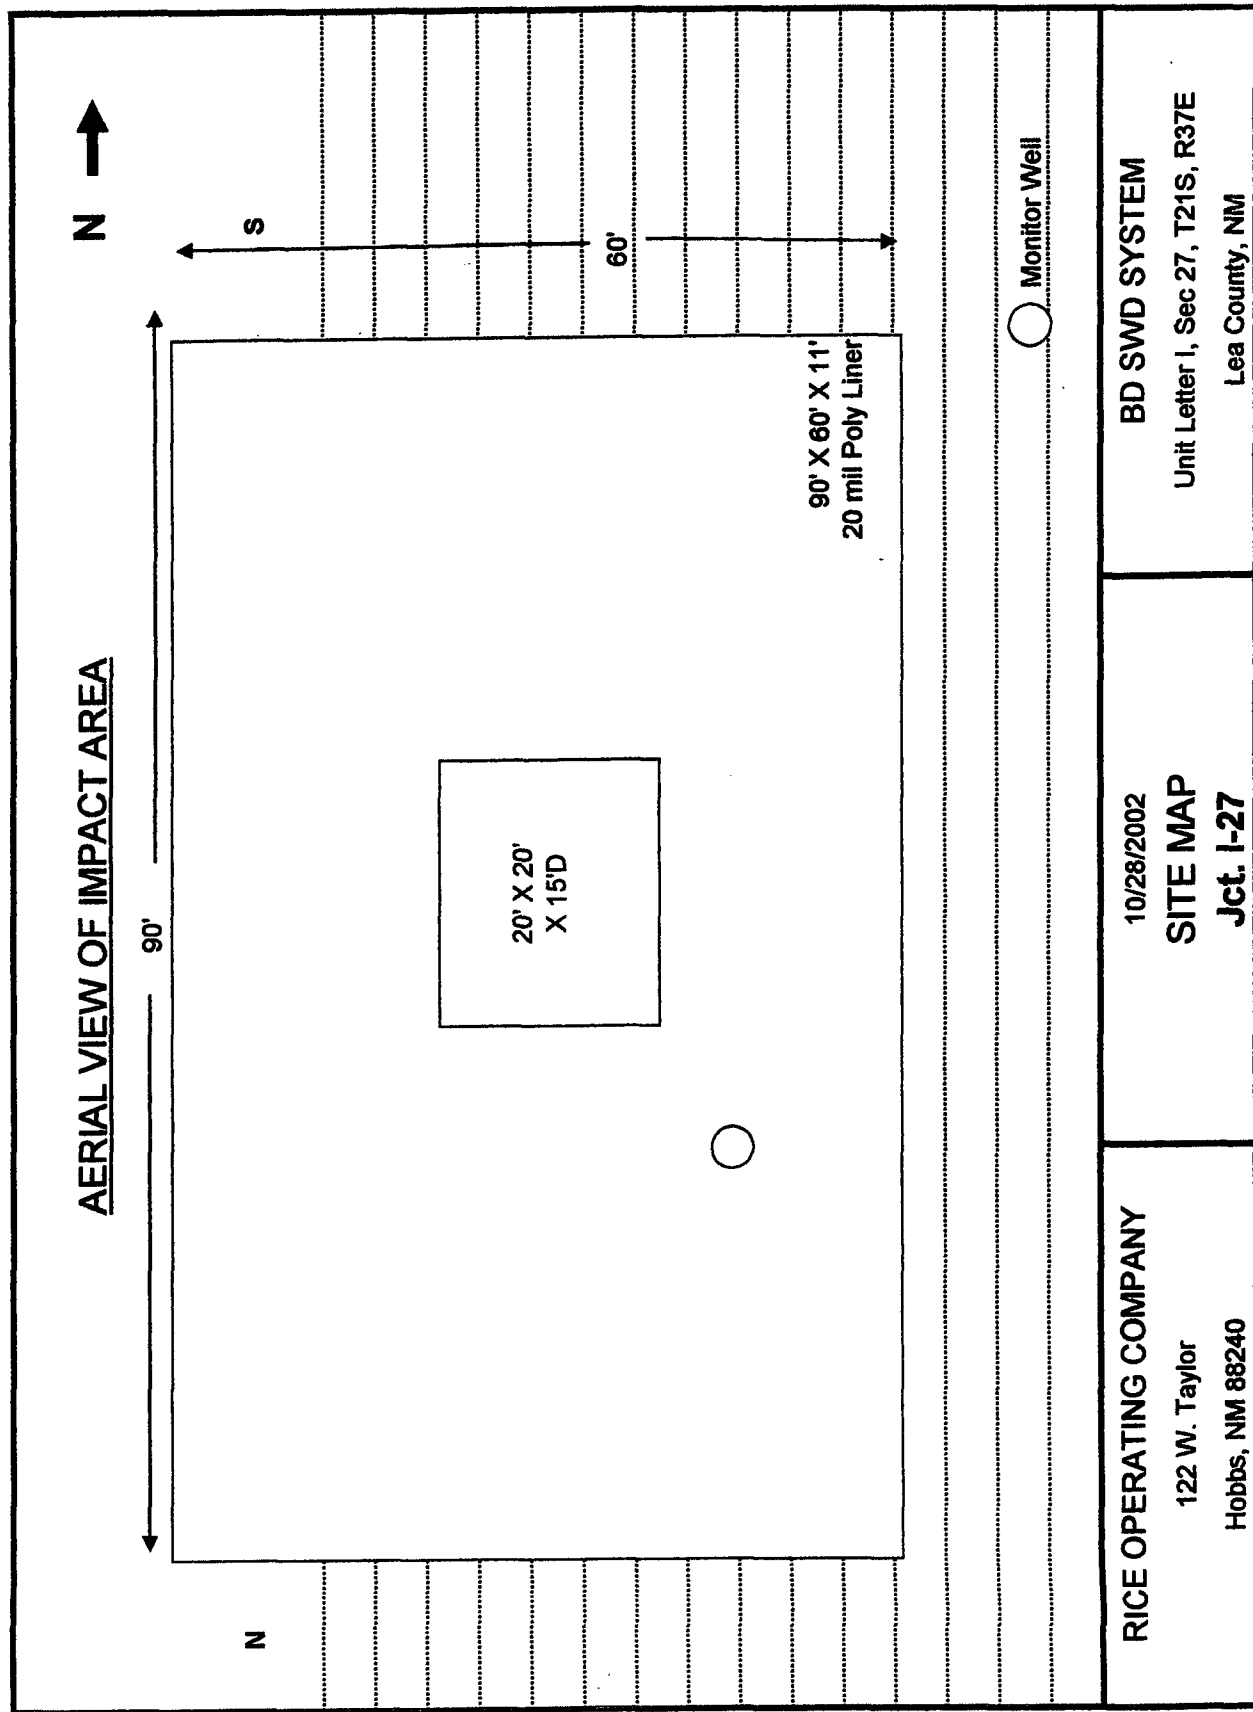 AERIAL VIEW OF IMPACT AREA
N
90'
N
S
60'
20' X 20'
X 15'D
90' X 60' X 11'
20 mil Poly Liner
Monitor Well
RICE OPERATING COMPANY
122 W. Taylor
Hobbs, NM 88240
10/28/2002
SITE MAP
Jct. I-27
BD SWD SYSTEM
Unit Letter I, Sec 27, T21S, R37E
Lea County, NM